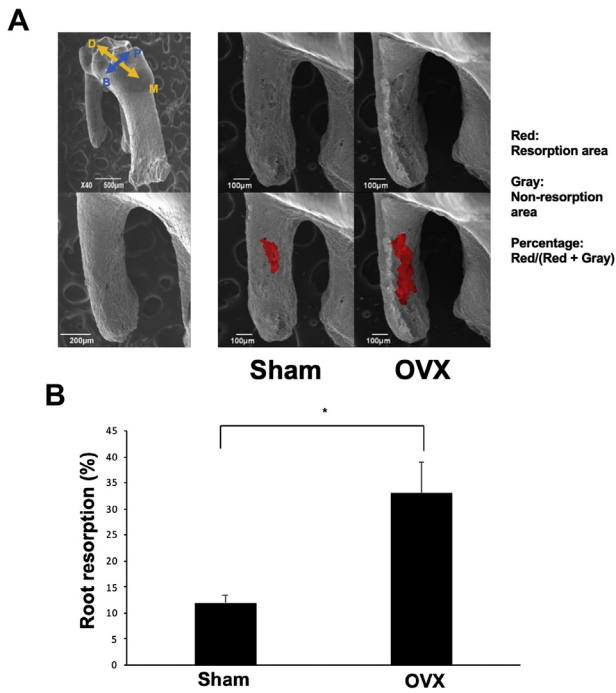 A
D
P
B
M
X40 500μm
200μm
100μm
100μm
100μm
100μm
Red:
Resorption area
Gray:
Non-resorption
area
Percentage:
Red/(Red + Gray)
Sham
OVX
B
*
Root resorption (%)
45
40
35
30
25
20
15
10
5
0
Sham
OVX